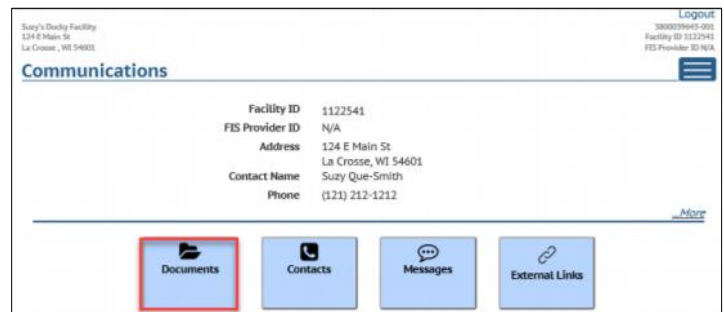 Logout
Suzy's Ducky Facility
124 E Main St
La Crosse, WI 54601
3800039645-001
Facility ID 1122541
FIS Provider ID N/A
Communications
Facility ID 1122541
FIS Provider ID N/A
Address 124 E Main St
La Crosse, WI 54601
Contact Name Suzy Que-Smith
Phone (121) 212-1212
...More
Documents
Contacts
Messages
External Links